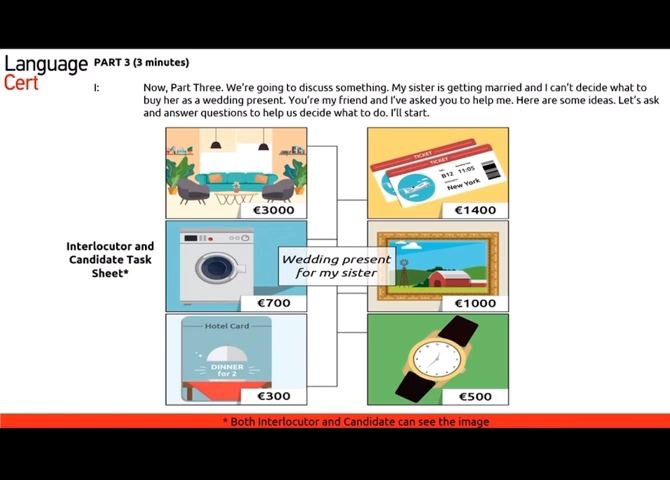 Language
Cert
PART 3 (3 minutes)
I: Now, Part Three. We're going to discuss something. My sister is getting married and I can't decide what to
buy her as a wedding present. You're my friend and I've asked you to help me. Here are some ideas. Let's ask
and answer questions to help us decide what to do. I'll start.
Interlocutor and
Candidate Task
Sheet*
€3000
TICKET
TICKET
B12 11:05
New York
€1400
€700
Wedding present
for my sister
€1000
Hotel Card
DINNER
for 2
€300
€500
* Both Interlocutor and Candidate can see the image